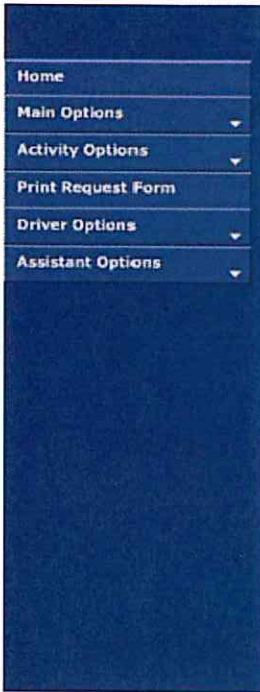 Home
Main Options
Activity Options
Print Request Form
Driver Options
Assistant Options